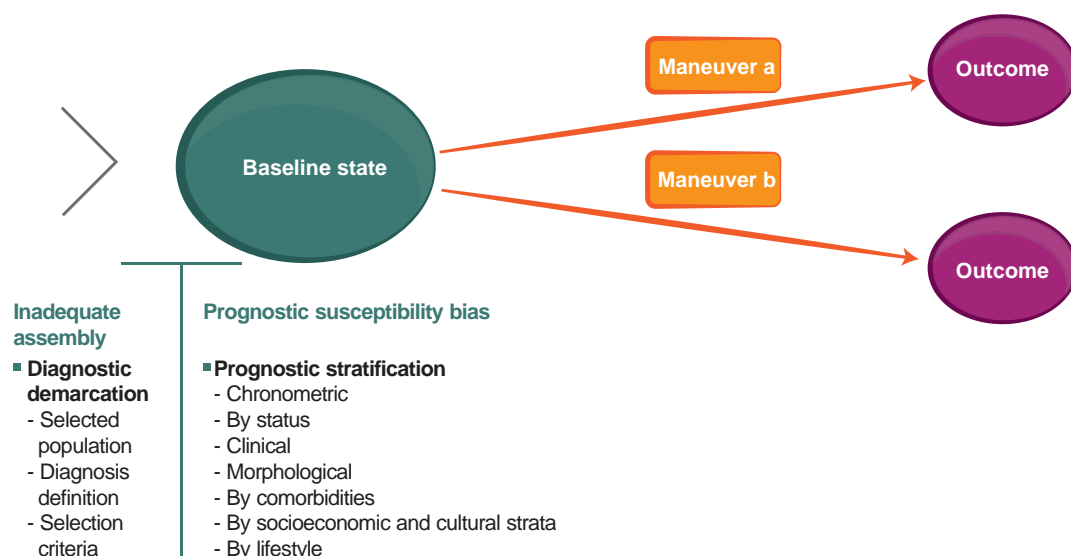 Maneuver a
Outcome
Baseline state
Maneuver b
Outcome
Inadequate
assembly
▪ Diagnostic
demarcation
- Selected
population
- Diagnosis
definition
- Selection
criteria
Prognostic susceptibility bias
▪ Prognostic stratification
- Chronometric
- By status
- Clinical
- Morphological
- By comorbidities
- By socioeconomic and cultural strata
- By lifestyle